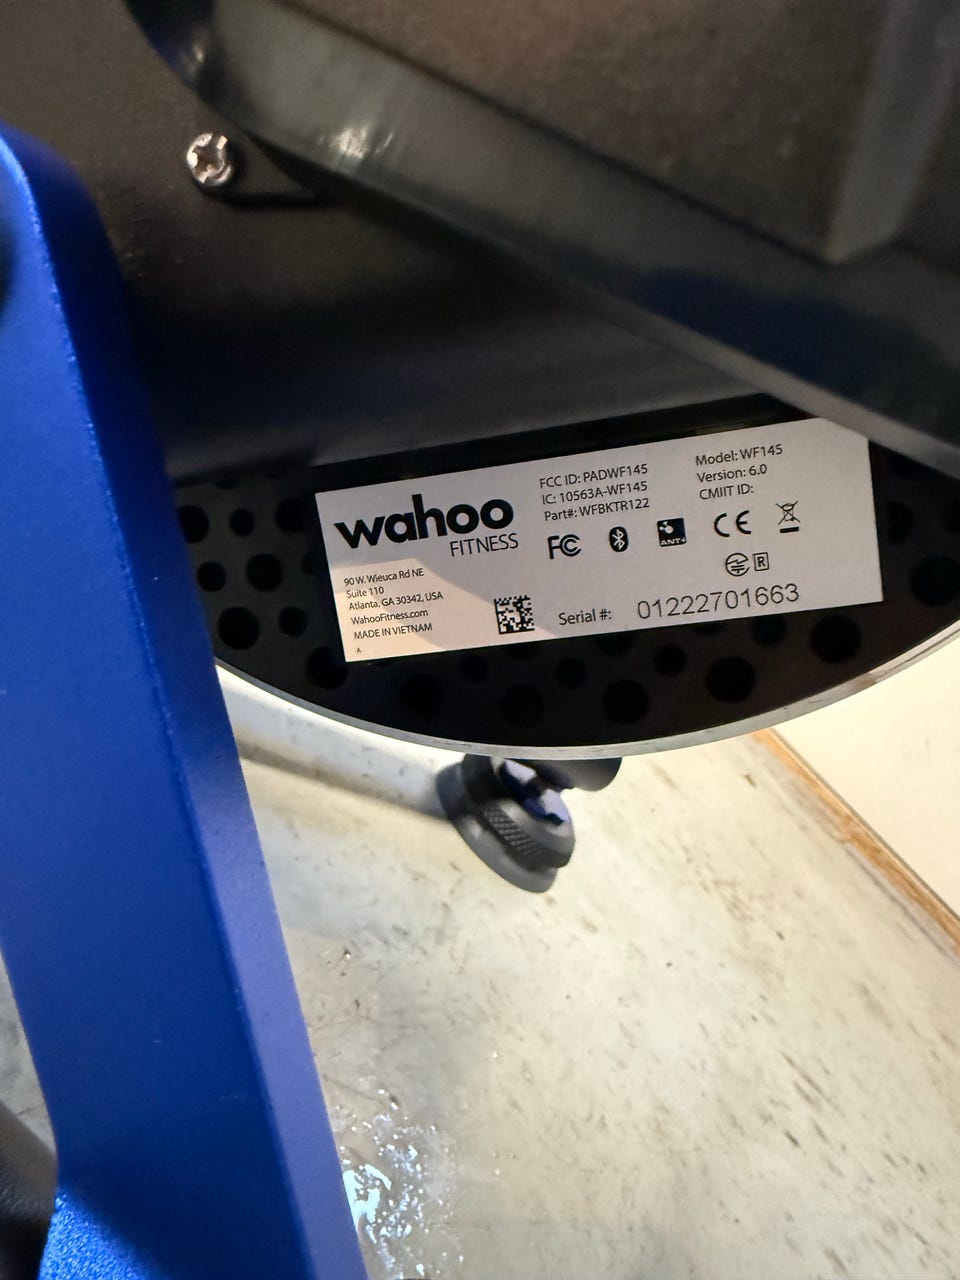 wahoo
FITNESS
90 W. Wieuca Rd NE
Suite 110
Atlanta, GA 30342, USA
WahooFitness.com
MADE IN VIETNAM
A
FCC ID: PADWF145
IC: 10563A-WF145
Part#: WFBKTR122
Model: WF145
Version: 6.0
CMIIT ID:
FC
ANT+
CE
R
Serial #: 01222701663